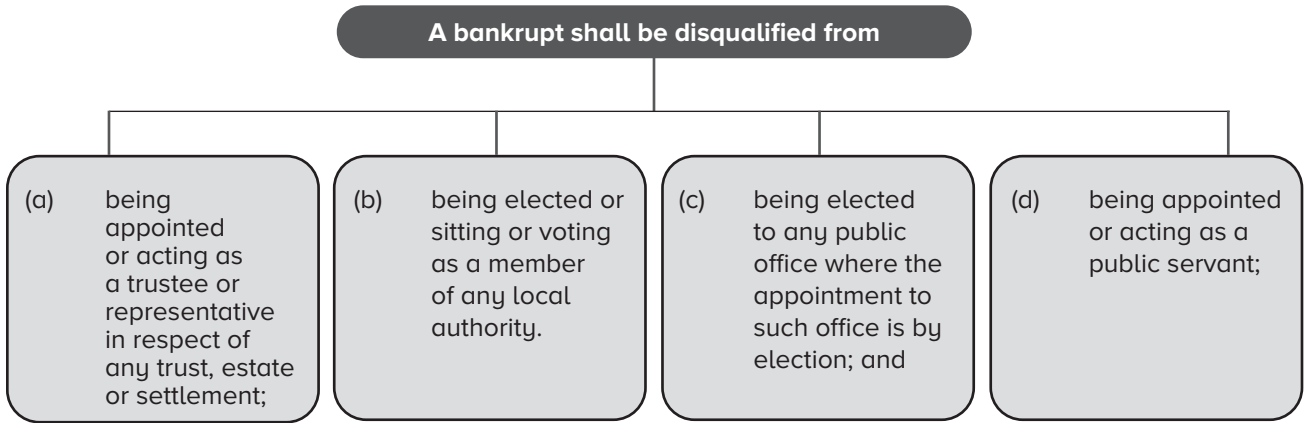 A bankrupt shall be disqualified from
(a) being
appointed
or acting as
a trustee or
representative
in respect of
any trust, estate
or settlement;
(b) being elected or
sitting or voting
as a member
of any local
authority.
(c) being elected
to any public
office where the
appointment to
such office is by
election; and
(d) being appointed
or acting as a
public servant;